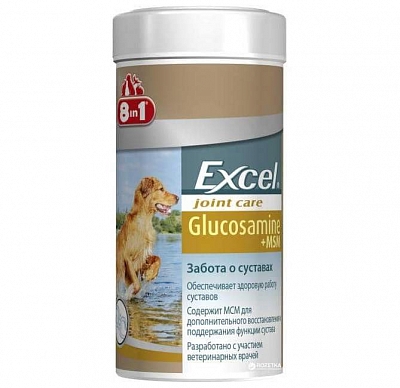 8in1
Excel
joint care
Glucosamine
+MSM
Забота о суставах
Обеспечивает здоровую работу
суставов
Содержит МСМ для
дополнительного восстановления и
поддержания функции сустава
Разработано с участием
ветеринарных врачей